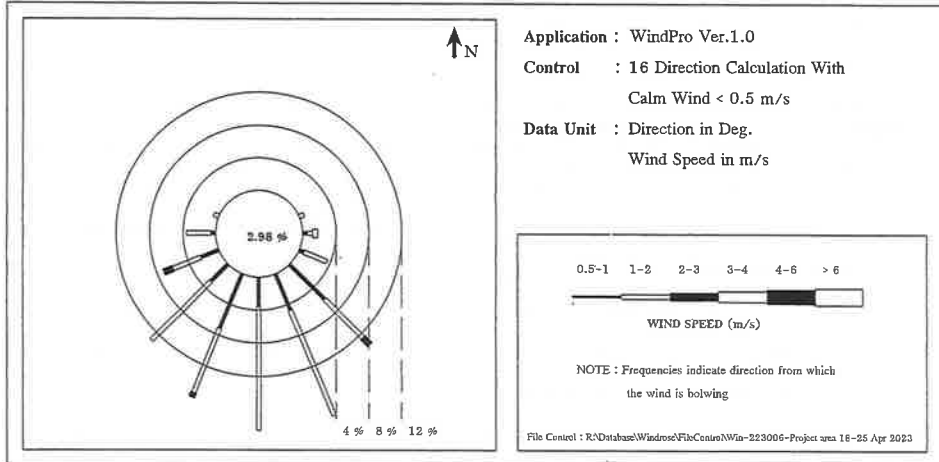 N
2.98 %
4 % 8 % 12 %
Application : WindPro Ver.1.0
Control : 16 Direction Calculation With
Calm Wind < 0.5 m/s
Data Unit : Direction in Deg.
Wind Speed in m/s
0.5-1 1-2 2-3 3-4 4-6 > 6
WIND SPEED (m/s)
NOTE : Frequencies indicate direction from which
the wind is bolwing
File Control : R:\Database\Windrose\FileControl\Win-223006-Project area 18-25 Apr 2023